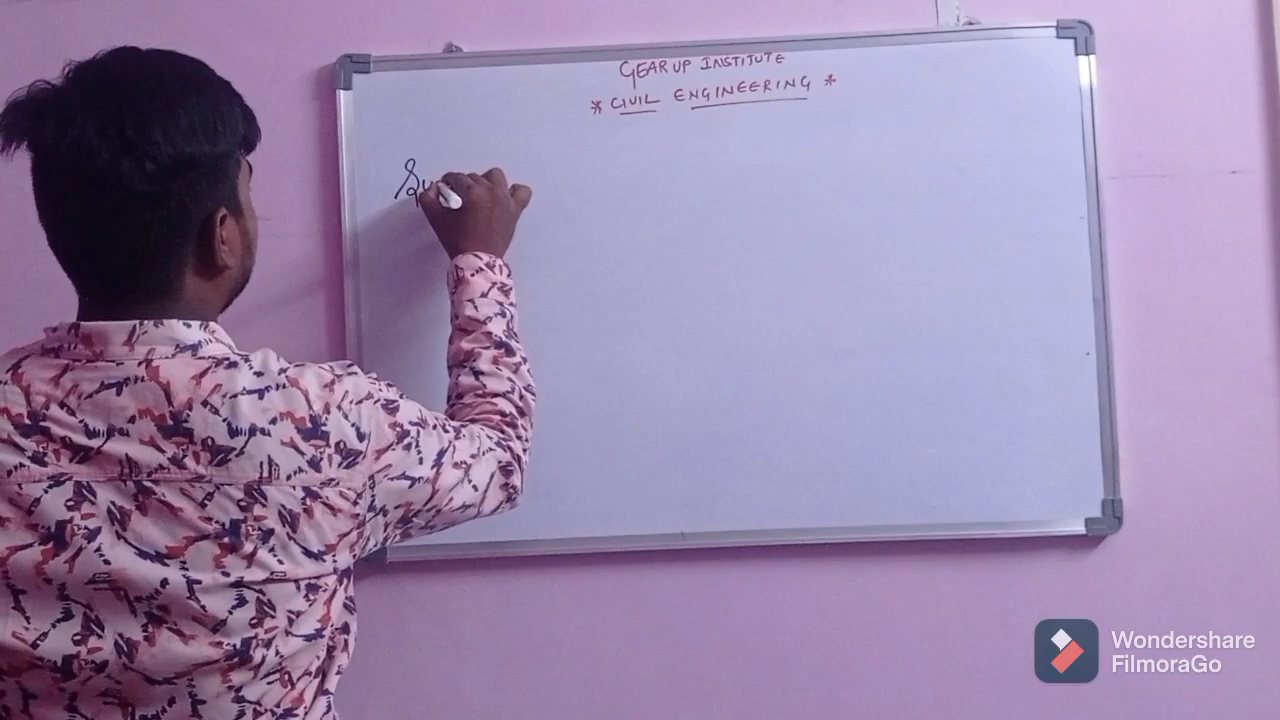 GEAR UP INSTITUTE
* CIVIL ENGINEERING *
Wondershare
FilmoraGo